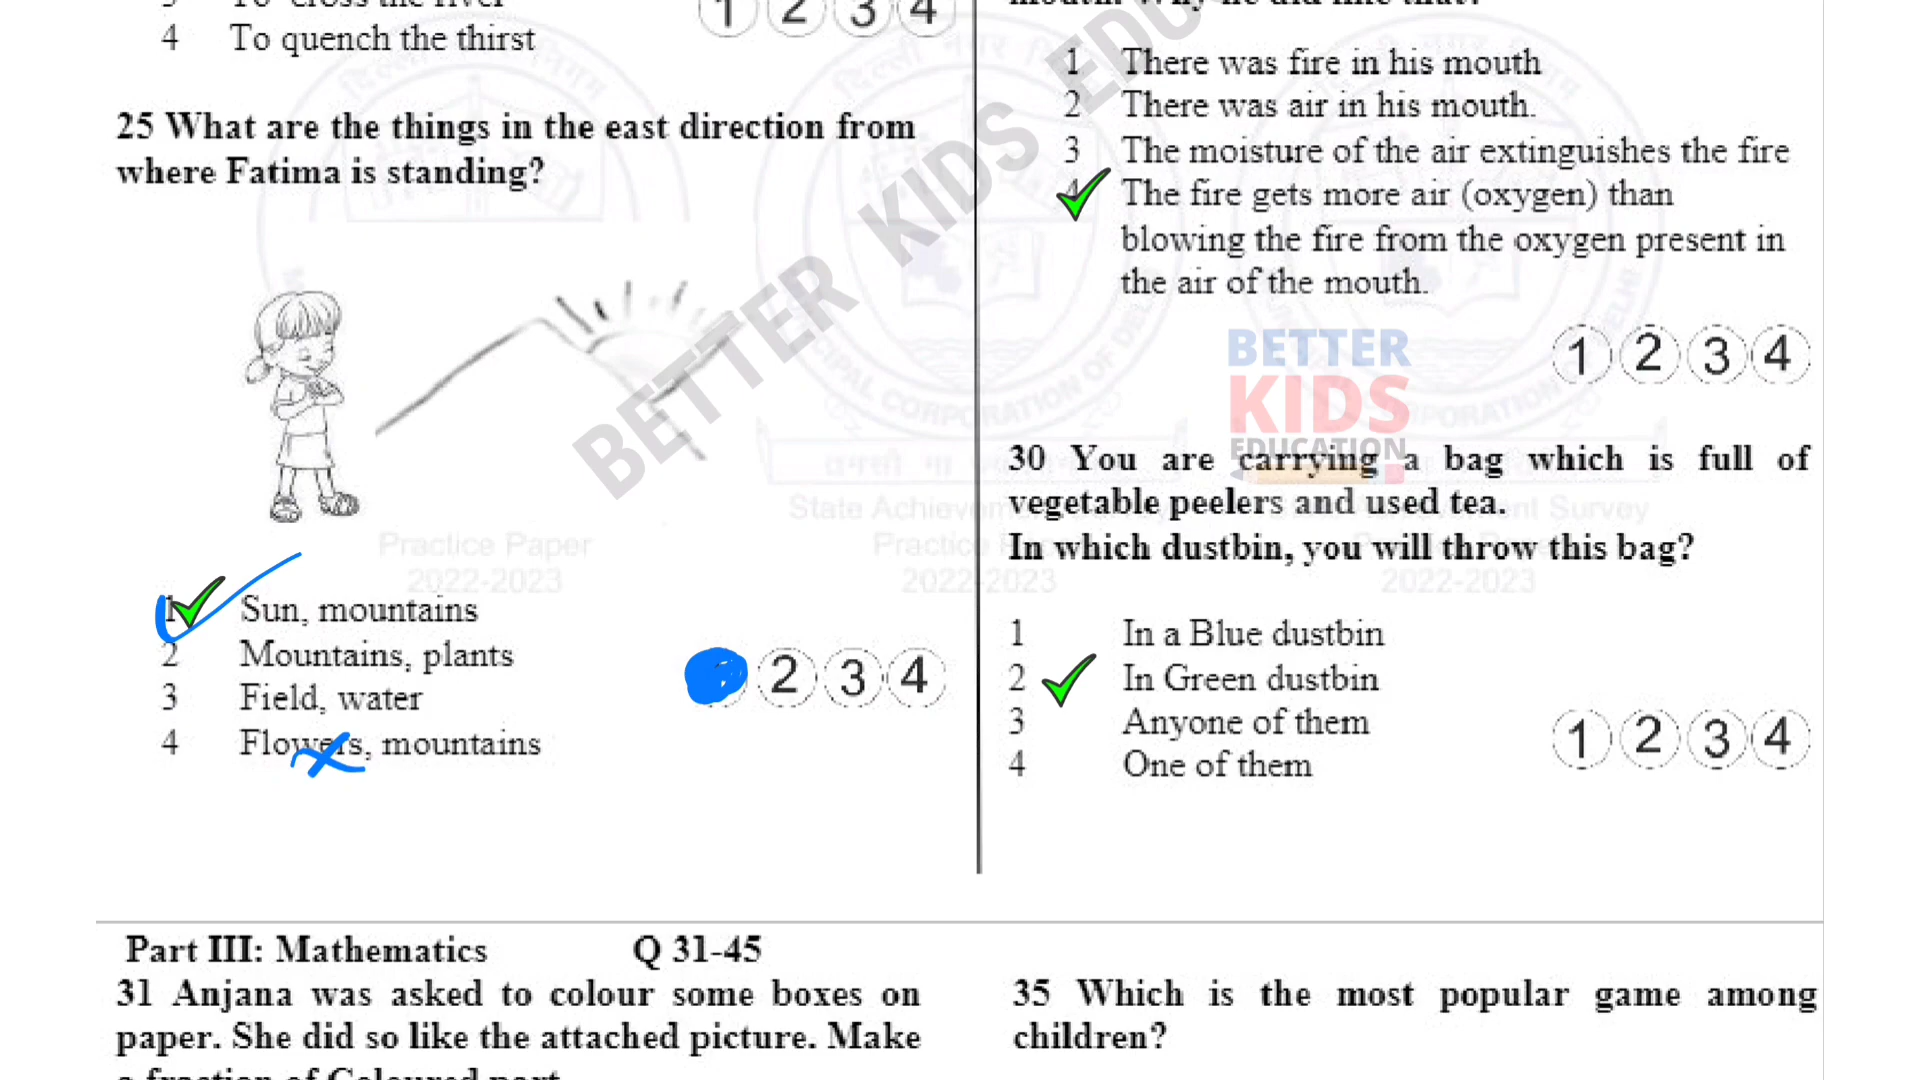 4 To quench the thirst
1 2 3 4
25 What are the things in the east direction from
where Fatima is standing?
1 Sun, mountains
2 Mountains, plants
3 Field, water
4 Flowers, mountains
2 3 4
1 There was fire in his mouth
2 There was air in his mouth.
3 The moisture of the air extinguishes the fire
4 The fire gets more air (oxygen) than
blowing the fire from the oxygen present in
the air of the mouth.
1 2 3 4
BETTER
KIDS
EDUCATION
30 You are carrying a bag which is full of
vegetable peelers and used tea.
In which dustbin, you will throw this bag?
1 In a Blue dustbin
2 In Green dustbin
3 Anyone of them
4 One of them
1 2 3 4
BETTER KIDS EDU
Practice Paper
2022-2023
Part III: Mathematics Q 31-45
31 Anjana was asked to colour some boxes on
paper. She did so like the attached picture. Make
35 Which is the most popular game among
children?